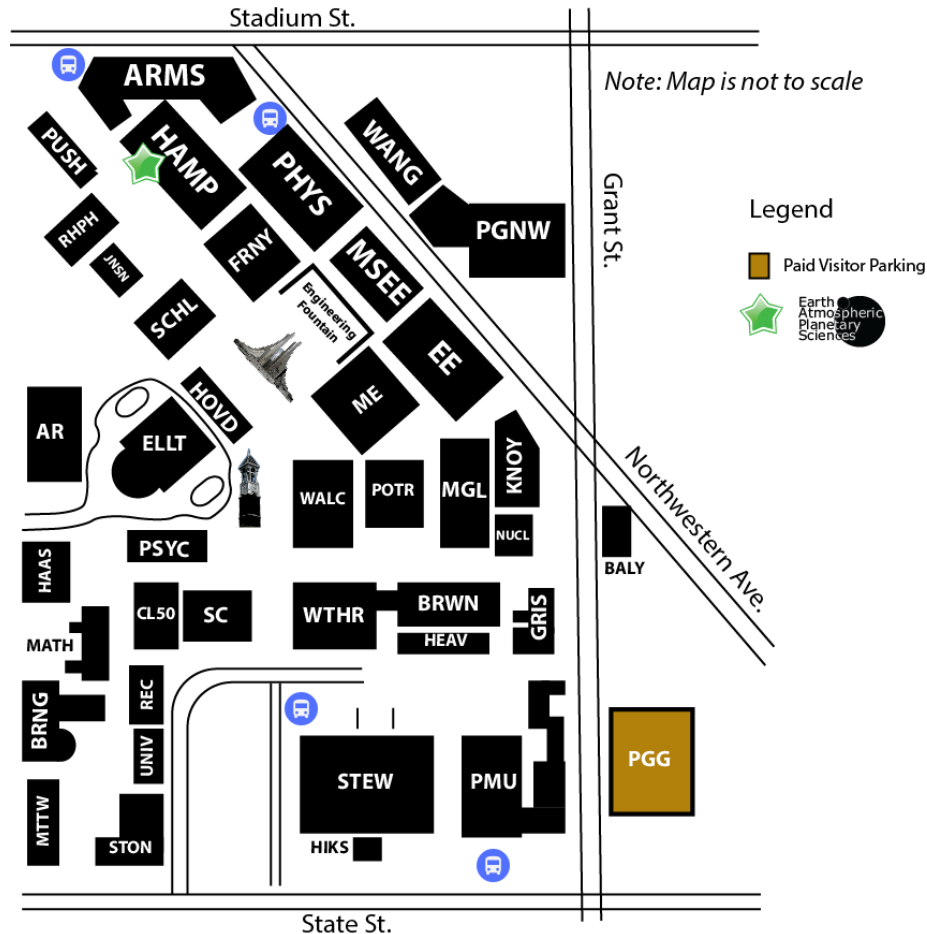 Stadium St.
ARMS
Note: Map is not to scale
PUSH
HAMP
PHYS
WANG
Grant St.
RHPH
JNSN
FRNY
MSEE
PGNW
Legend
Paid Visitor Parking
Earth
Atmospheric
Planetary
Sciences
SCHL
Engineering
Fountain
EE
ME
HOVD
AR
ELLT
WALC
POTR
MGL
KNOY
NUCL
Northwestern Ave.
BALY
HAAS
PSYC
CL50
SC
WTHR
BRWN
HEAV
GRIS
MATH
REC
BRNG
UNIV
STEW
PMU
PGG
MTTW
STON
HIKS
State St.